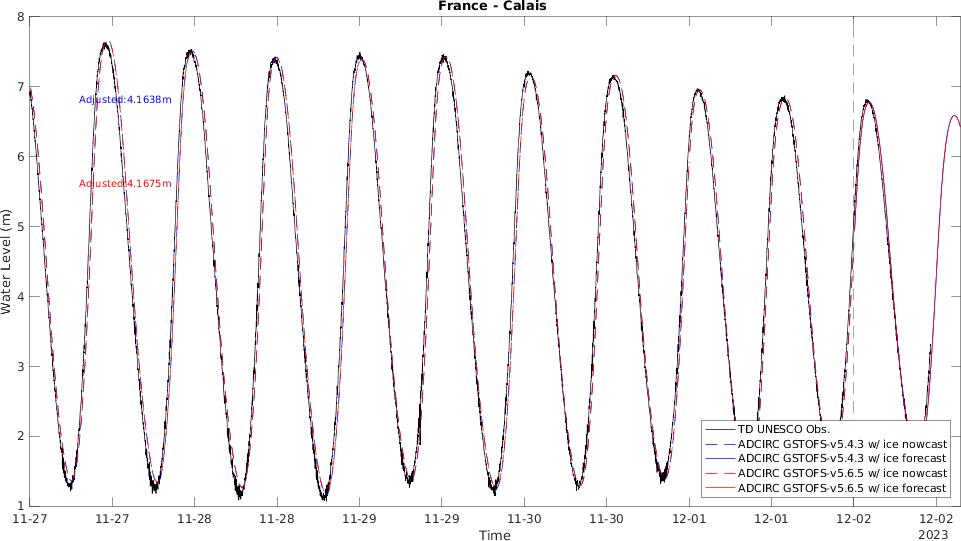 France - Calais
8
7
6
5
4
3
2
1
Water Level (m)
Adjusted:4.1638m
Adjusted:4.1675m
TD UNESCO Obs.
ADCIRC GSTOFS-v5.4.3 w/ ice nowcast
ADCIRC GSTOFS-v5.4.3 w/ ice forecast
ADCIRC GSTOFS-v5.6.5 w/ ice nowcast
ADCIRC GSTOFS-v5.6.5 w/ ice forecast
11-27 11-27 11-28 11-28 11-29 11-29 11-30 11-30 12-01 12-01 12-02 12-02
2023
Time